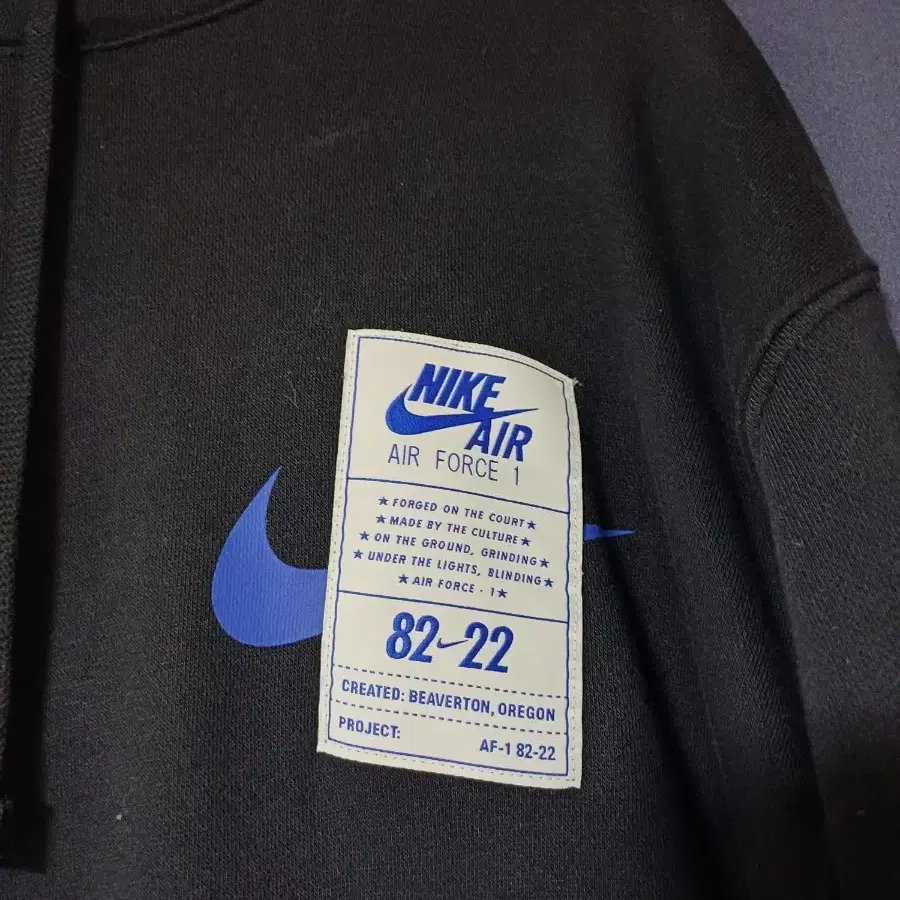 NIKE
AIR
AIR FORCE 1
★ FORGED ON THE COURT ★
★ MADE BY THE CULTURE ★
★ ON THE GROUND, GRINDING ★
★ UNDER THE LIGHTS, BLINDING ★
★ AIR FORCE - 1 ★
82 22
CREATED: BEAVERTON, OREGON
PROJECT: AF-1 82-22